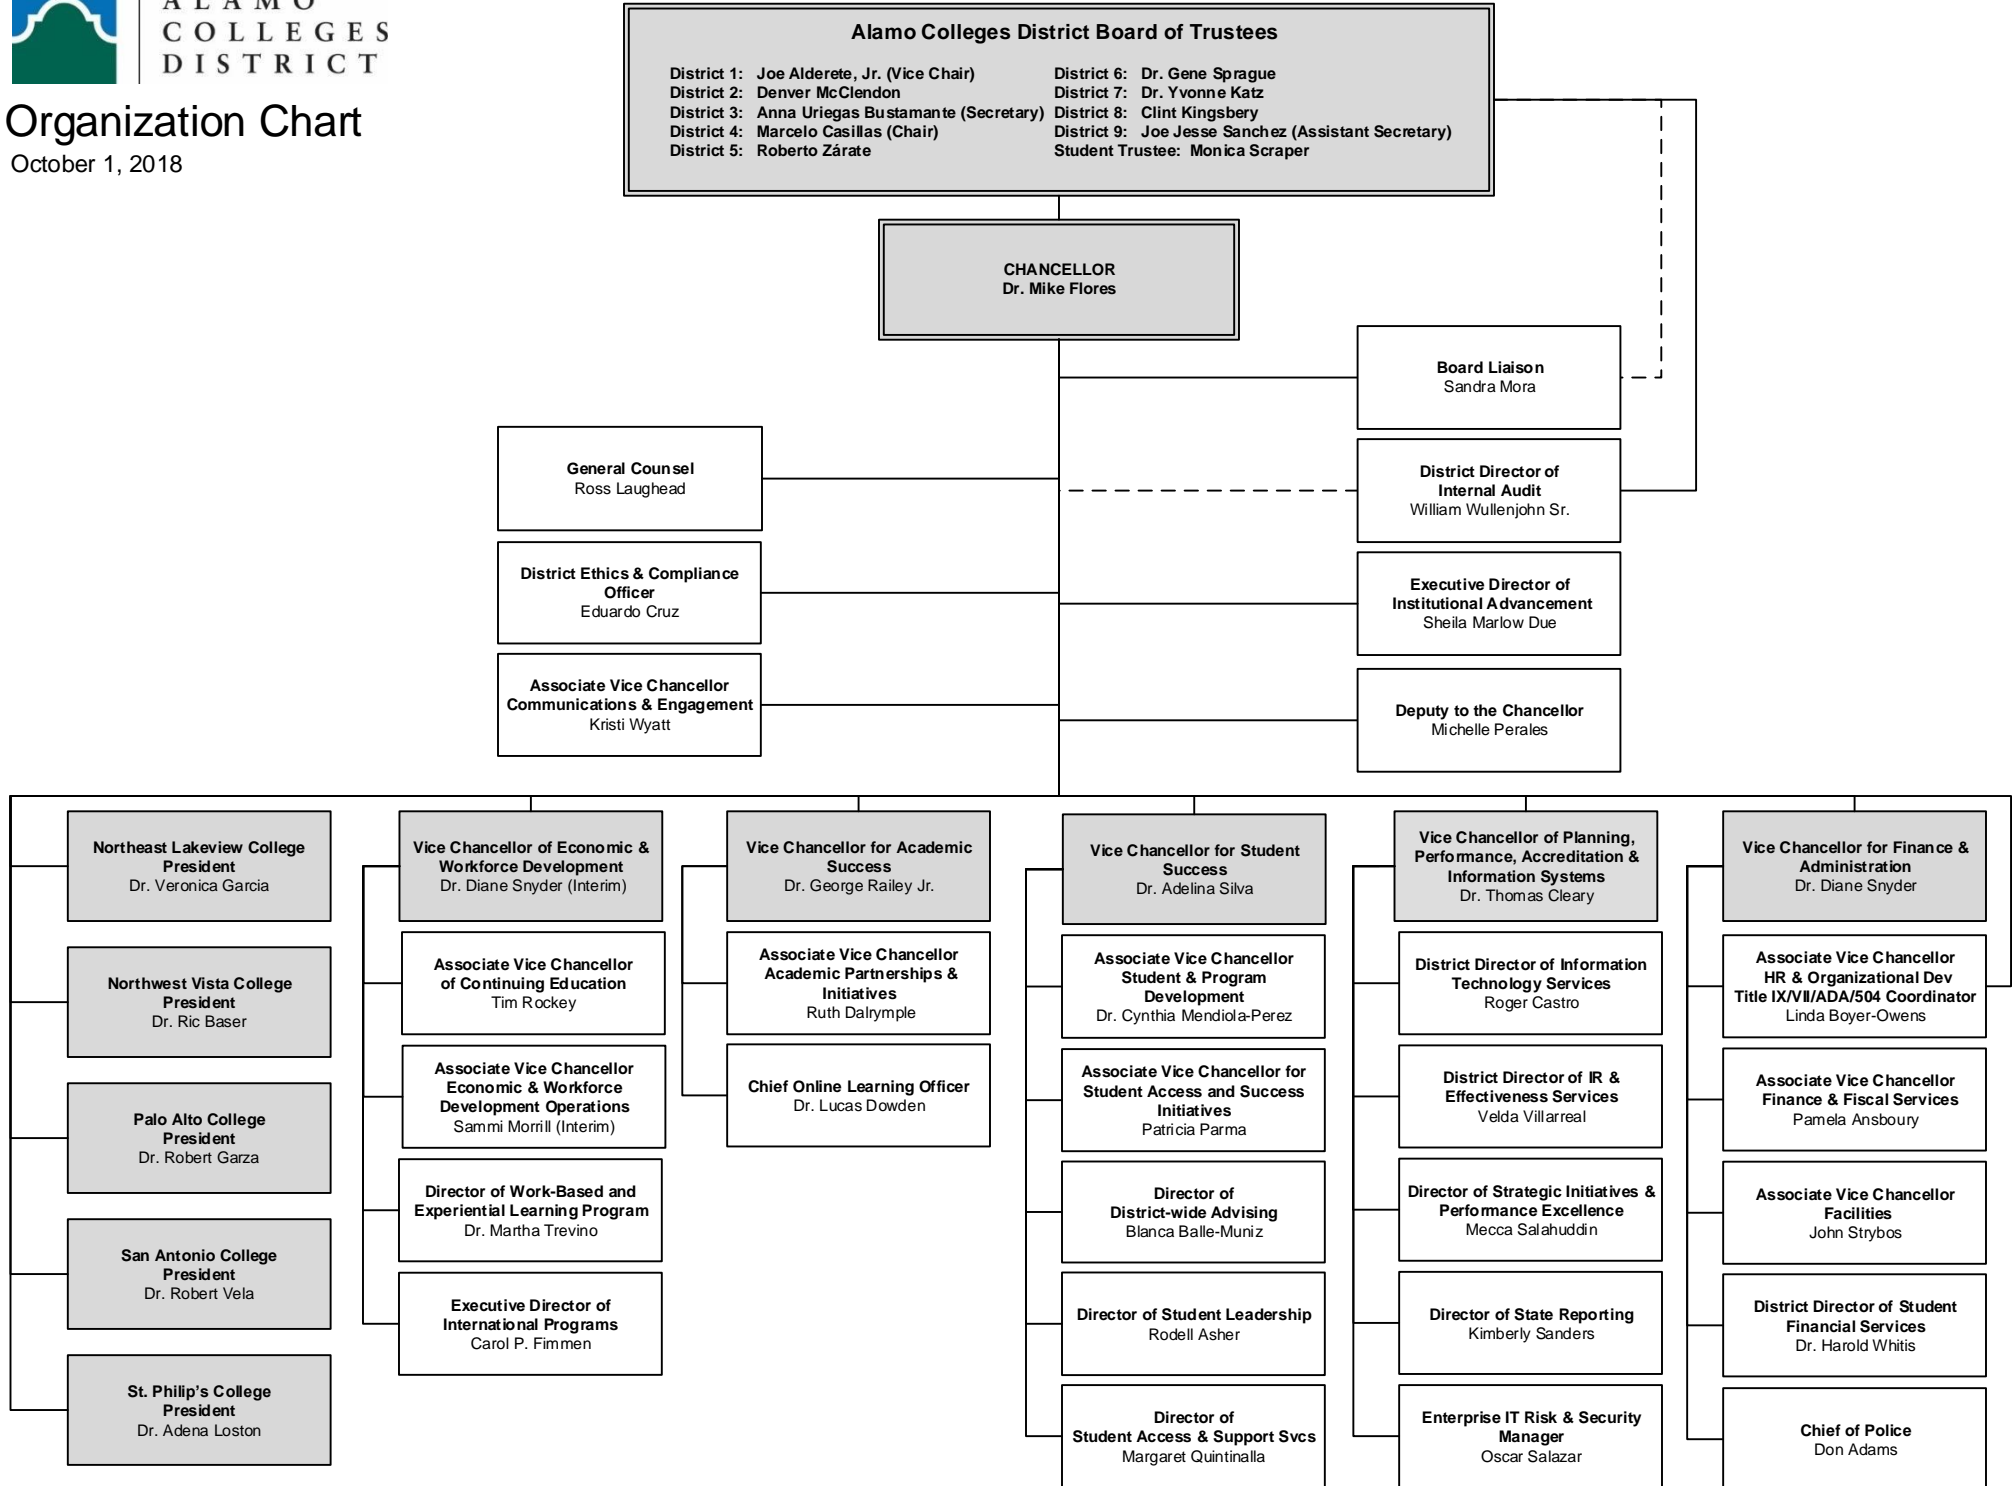 ALAMO
COLLEGES
DISTRICT
Organization Chart
October 1, 2018
Alamo Colleges District Board of Trustees
District 1: Joe Alderete, Jr. (Vice Chair)
District 2: Denver McClendon
District 3: Anna Uriegas Bustamante (Secretary)
District 4: Marcelo Casillas (Chair)
District 5: Roberto Zárate
District 6: Dr. Gene Sprague
District 7: Dr. Yvonne Katz
District 8: Clint Kingsbery
District 9: Joe Jesse Sanchez (Assistant Secretary)
Student Trustee: Monica Scraper
CHANCELLOR
Dr. Mike Flores
Board Liaison
Sandra Mora
General Counsel
Ross Laughead
District Director of
Internal Audit
William Wullenjohn Sr.
District Ethics & Compliance
Officer
Eduardo Cruz
Executive Director of
Institutional Advancement
Sheila Marlow Due
Associate Vice Chancellor
Communications & Engagement
Kristi Wyatt
Deputy to the Chancellor
Michelle Perales
Northeast Lakeview College
President
Dr. Veronica Garcia
Northwest Vista College
President
Dr. Ric Baser
Palo Alto College
President
Dr. Robert Garza
San Antonio College
President
Dr. Robert Vela
St. Philip's College
President
Dr. Adena Loston
Vice Chancellor of Economic &
Workforce Development
Dr. Diane Snyder (Interim)
Associate Vice Chancellor
of Continuing Education
Tim Rockey
Associate Vice Chancellor
Economic & Workforce
Development Operations
Sammi Morrill (Interim)
Director of Work-Based and
Experiential Learning Program
Dr. Martha Trevino
Executive Director of
International Programs
Carol P. Fimmen
Vice Chancellor for Academic
Success
Dr. George Railey Jr.
Associate Vice Chancellor
Academic Partnerships &
Initiatives
Ruth Dalrymple
Chief Online Learning Officer
Dr. Lucas Dowden
Vice Chancellor for Student
Success
Dr. Adelina Silva
Associate Vice Chancellor
Student & Program
Development
Dr. Cynthia Mendiola-Perez
Associate Vice Chancellor for
Student Access and Success
Initiatives
Patricia Parma
Director of
District-wide Advising
Blanca Balle-Muniz
Director of Student Leadership
Rodell Asher
Director of
Student Access & Support Svcs
Margaret Quintinalla
Vice Chancellor of Planning,
Performance, Accreditation &
Information Systems
Dr. Thomas Cleary
District Director of Information
Technology Services
Roger Castro
District Director of IR &
Effectiveness Services
Velda Villarreal
Director of Strategic Initiatives &
Performance Excellence
Mecca Salahuddin
Director of State Reporting
Kimberly Sanders
Enterprise IT Risk & Security
Manager
Oscar Salazar
Vice Chancellor for Finance &
Administration
Dr. Diane Snyder
Associate Vice Chancellor
HR & Organizational Dev
Title IX/VII/ADA/504 Coordinator
Linda Boyer-Owens
Associate Vice Chancellor
Finance & Fiscal Services
Pamela Ansboury
Associate Vice Chancellor
Facilities
John Strybos
District Director of Student
Financial Services
Dr. Harold Whitis
Chief of Police
Don Adams